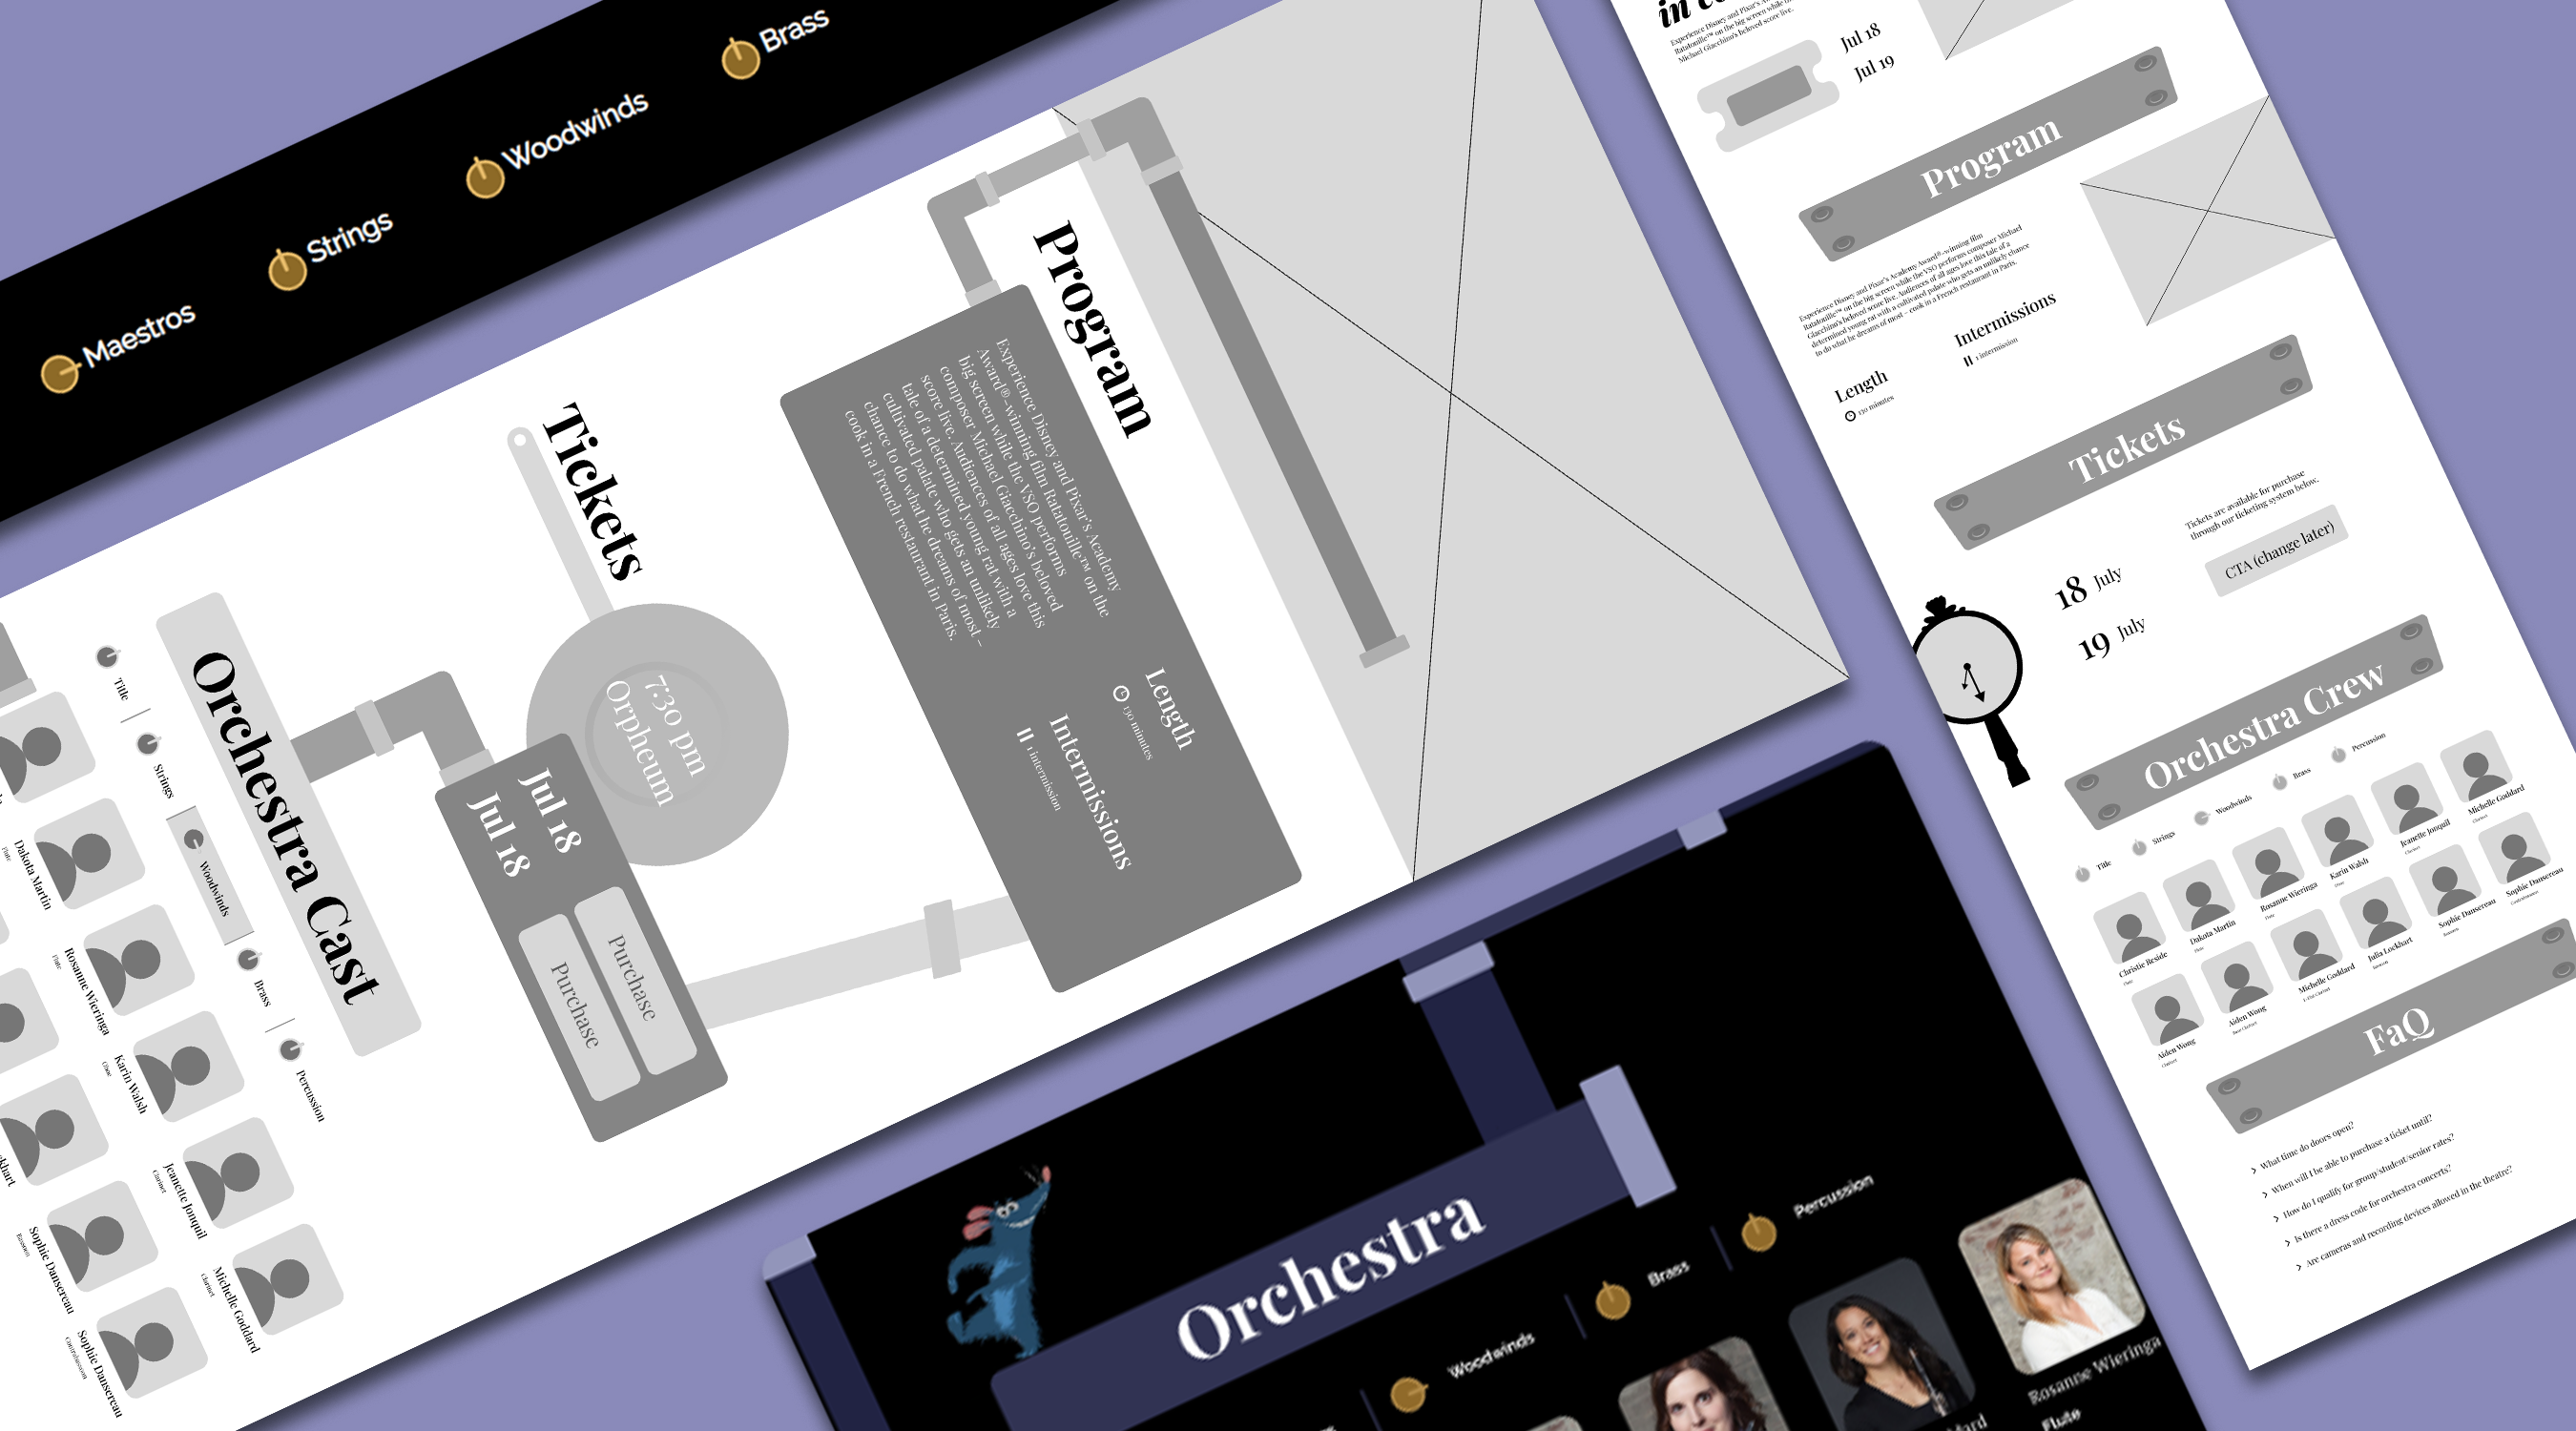 Maestros
Strings
Woodwinds
Brass
Program
Experience Disney and Pixar's Academy
Award®-winning film Ratatouille™ on the
big screen while the VSO performs
composer Michael Giacchino's beloved
score live. Audiences of all ages love this
tale of a determined young rat with a
cultivated palate who gets an unlikely
chance to do what he dreams of most –
cook in a French restaurant in Paris.
Length
130 minutes
Intermissions
1 intermission
Tickets
7:30 pm
Orpheum
Jul 18
Jul 18
Purchase
Purchase
Orchestra Cast
Title
Strings
Woodwinds
Brass
Percussion
Dakota Martin
Flute
Rosanne Wieringa
Flute
Karin Walsh
Oboe
Jeanette Jonquil
Clarinet
Michelle Goddard
Clarinet
Sophie Dansereau
Bassoon
Sophie Dansereau
Contrabassoon
Orchestra
Woodwinds
Brass
Percussion
Rosanne Wieringa
Flute
Experience Disney and Pixar's
Ratatouille™ on the big screen while
Michael Giacchino's beloved score live.
Jul 18
Jul 19
Program
Experience Disney and Pixar's Academy Award®-winning film
Ratatouille™ on the big screen while the VSO performs composer Michael
Giacchino's beloved score live. Audiences of all ages love this tale of a
determined young rat with a cultivated palate who gets an unlikely chance
to do what he dreams of most – cook in a French restaurant in Paris.
Length
130 minutes
Intermissions
1 intermission
Tickets
Tickets are available for purchase
through our ticketing system below.
18 July
19 July
CTA (change later)
Orchestra Crew
Title
Strings
Woodwinds
Brass
Percussion
Christie Reside
Dakota Martin
Rosanne Wieringa
Karin Walsh
Jeanette Jonquil
Michelle Goddard
Aiden Wong
Aiden Wong
Michelle Goddard
Julia Lockhart
Sophie Dansereau
Sophie Dansereau
FaQ
What time do doors open?
When will I be able to purchase a ticket until?
How do I qualify for group/student/senior rates?
Is there a dress code for orchestra concerts?
Are cameras and recording devices allowed in the theatre?